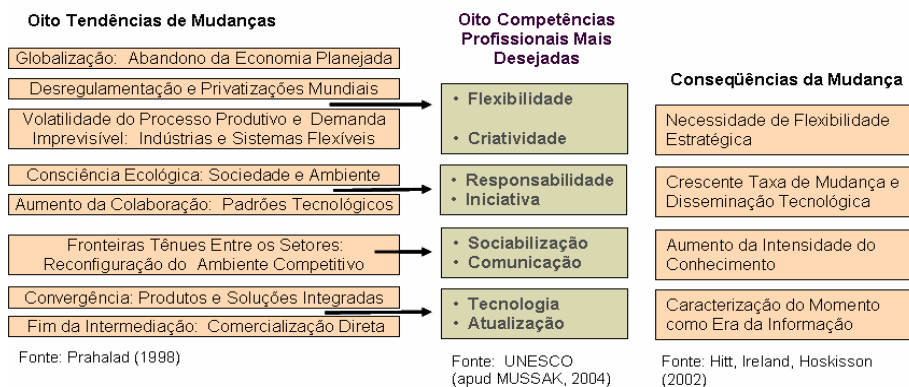 Oito Tendências de Mudanças
Globalização: Abandono da Economia Planejada
Desregulamentação e Privatizações Mundiais
Volatilidade do Processo Produtivo e Demanda
Imprevisível: Indústrias e Sistemas Flexíveis
Consciência Ecológica: Sociedade e Ambiente
Aumento da Colaboração: Padrões Tecnológicos
Fronteiras Tênues Entre os Setores:
Reconfiguração do Ambiente Competitivo
Convergência: Produtos e Soluções Integradas
Fim da Intermediação: Comercialização Direta
Fonte: Prahalad (1998)
Oito Competências
Profissionais Mais
Desejadas
• Flexibilidade
• Criatividade
• Responsabilidade
• Iniciativa
• Sociabilização
• Comunicação
• Tecnologia
• Atualização
Fonte: UNESCO
(apud MUSSAK, 2004)
Conseqüências da Mudança
Necessidade de Flexibilidade
Estratégica
Crescente Taxa de Mudança e
Disseminação Tecnológica
Aumento da Intensidade do
Conhecimento
Caracterização do Momento
como Era da Informação
Fonte: Hitt, Ireland, Hoskisson
(2002)